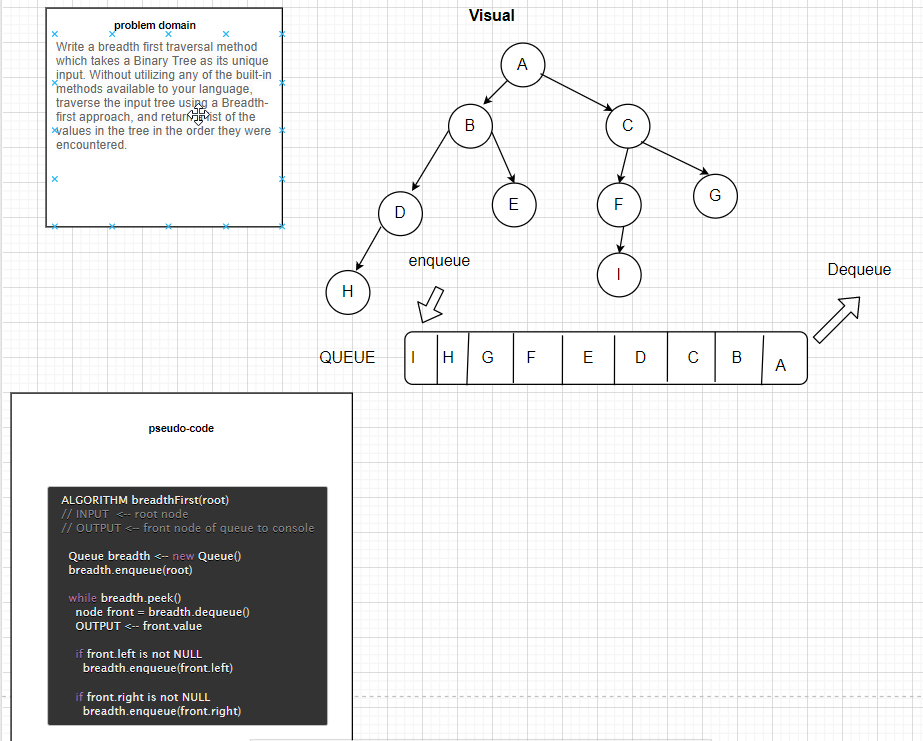 problem domain
Write a breadth first traversal method
which takes a Binary Tree as its unique
input. Without utilizing any of the built-in
methods available to your language,
traverse the input tree using a Breadth-
first approach, and return list of the
values in the tree in the order they were
encountered.
Visual
A
B
C
D
E
F
G
H
I
enqueue
Dequeue
QUEUE
I H G F E D C B A
pseudo-code
ALGORITHM breadthFirst(root)
// INPUT <-- root node
// OUTPUT <-- front node of queue to console
Queue breadth <-- new Queue()
breadth.enqueue(root)
while breadth.peek()
node front = breadth.dequeue()
OUTPUT <-- front.value
if front.left is not NULL
breadth.enqueue(front.left)
if front.right is not NULL
breadth.enqueue(front.right)